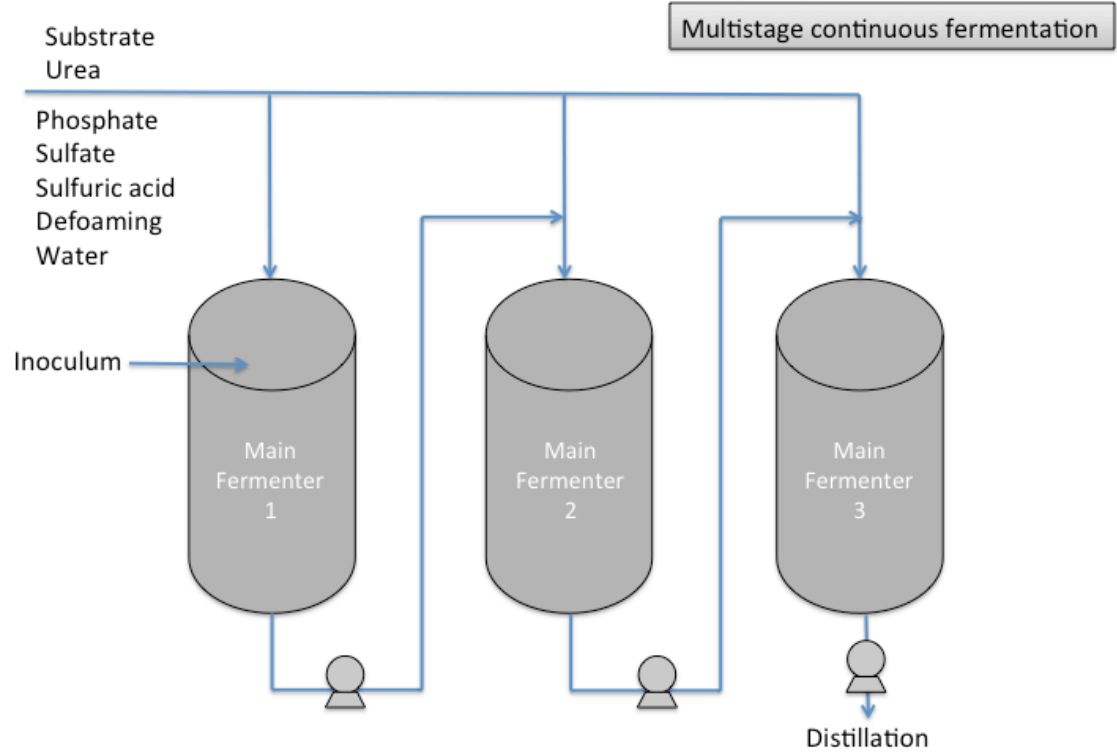 Multistage continuous fermentation
Substrate
Urea
Phosphate
Sulfate
Sulfuric acid
Defoaming
Water
Inoculum
Main
Fermenter
1
Main
Fermenter
2
Main
Fermenter
3
Distillation